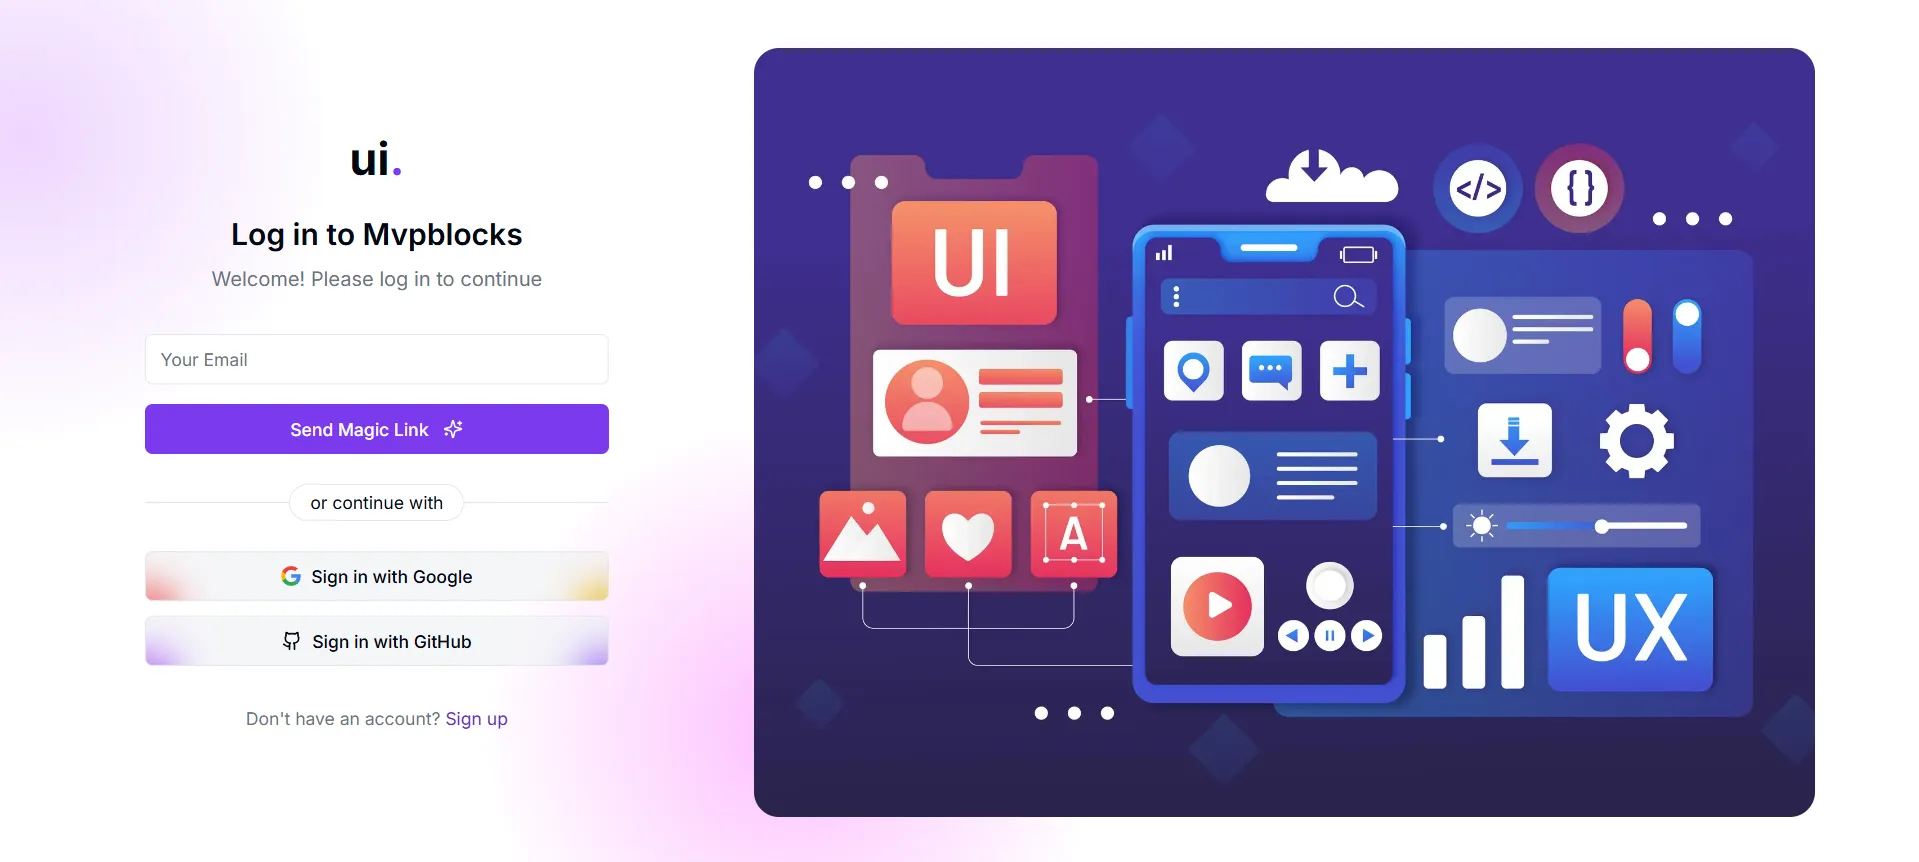 ui.
Log in to Mvpblocks
Welcome! Please log in to continue
Your Email
Send Magic Link
or continue with
Sign in with Google
Sign in with GitHub
Don't have an account? Sign up
UI
A
</>
{}
UX